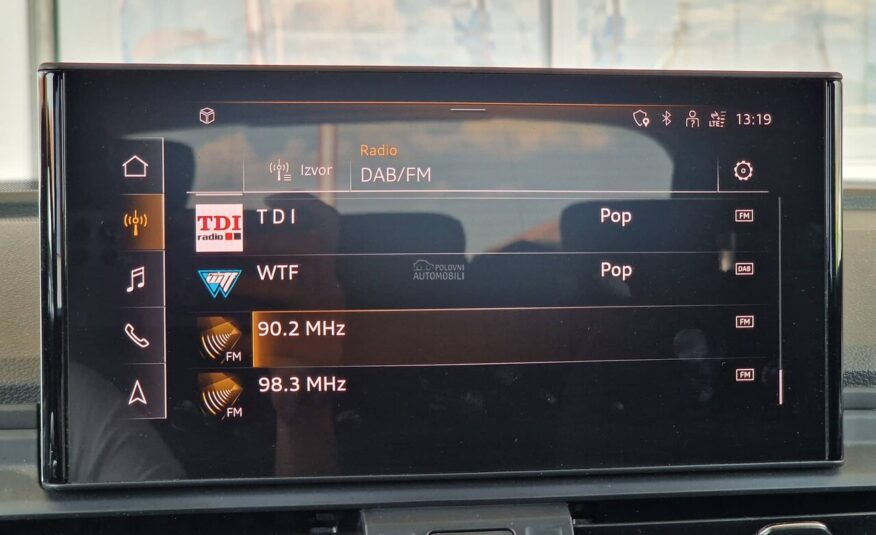 LTE 13:19
Radio
Izvor DAB/FM
TDI radio TDI Pop FM
WTF Pop DAB
POLOVNI
AUTOMOBILI
FM 90.2 MHz FM
FM 98.3 MHz FM